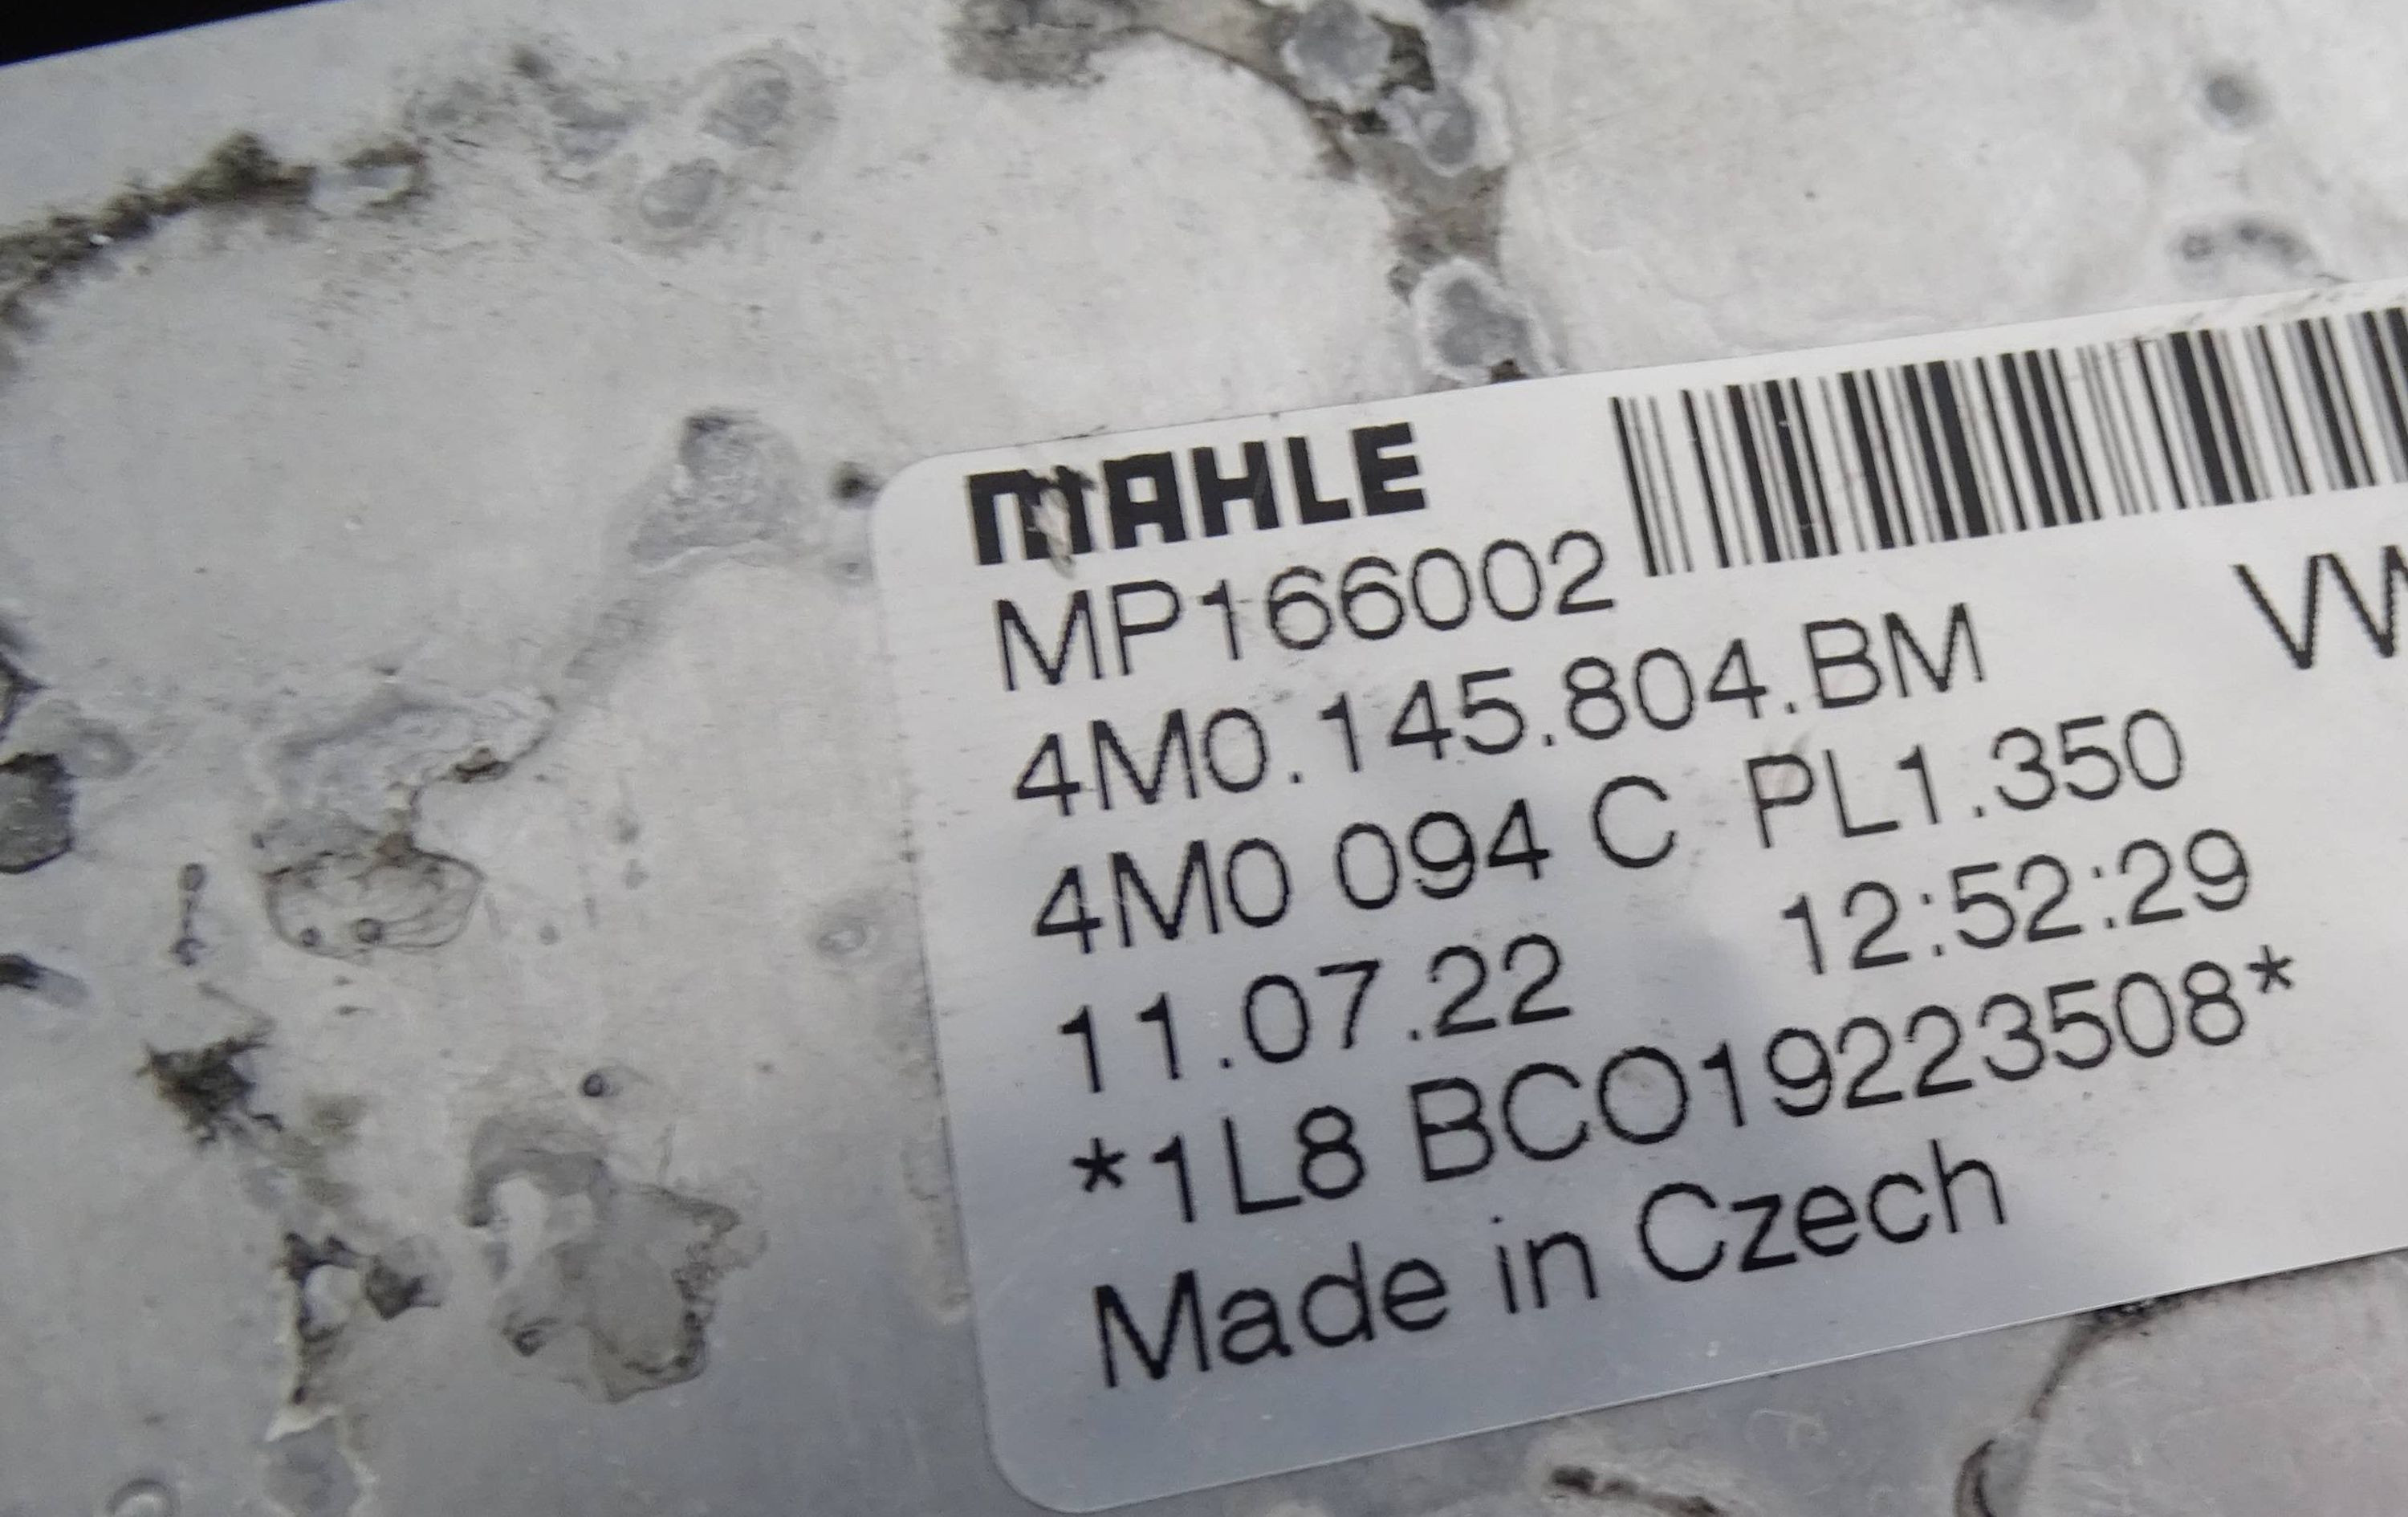 MAHLE
MP166002
4M0.145.804.BM
4M0 094 C PL1.350
11.07.22 12:52:29
*1L8 BCO19223508*
Made in Czech